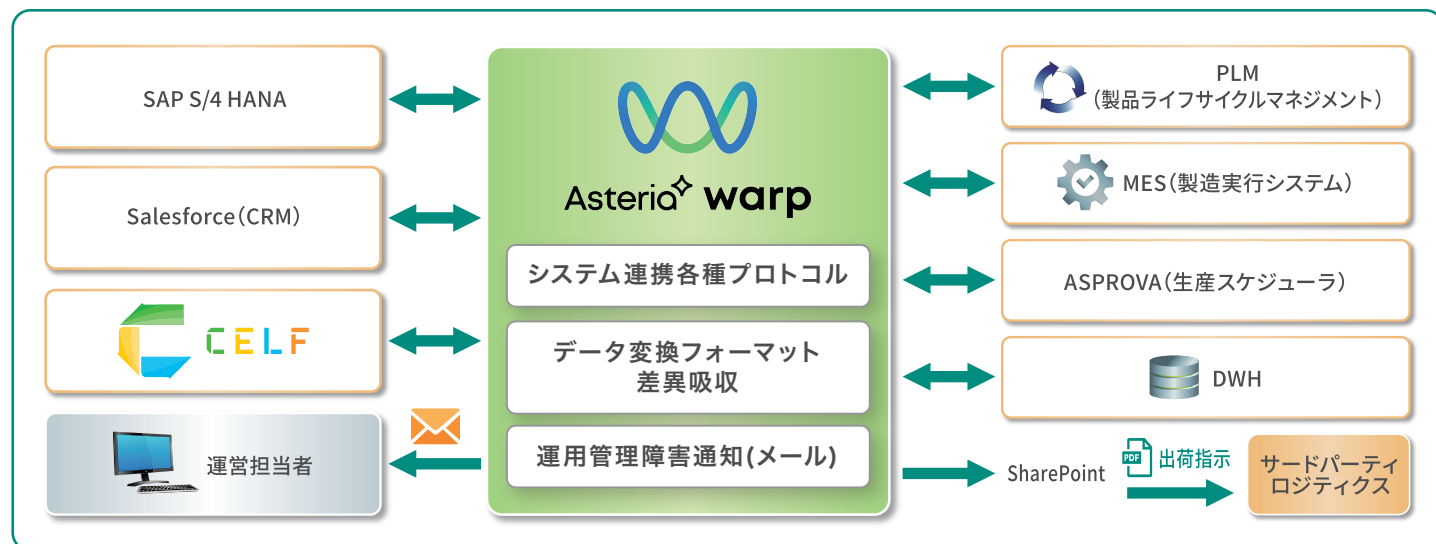 SAP S/4 HANA
Salesforce(CRM)
CELF
運営担当者
Asteria warp
システム連携各種プロトコル
データ変換フォーマット
差異吸収
運用管理障害通知(メール)
PLM
(製品ライフサイクルマネジメント)
MES(製造実行システム)
ASPROVA(生産スケジューラ)
DWH
SharePoint
PDF
出荷指示
サードパーティ
ロジティクス